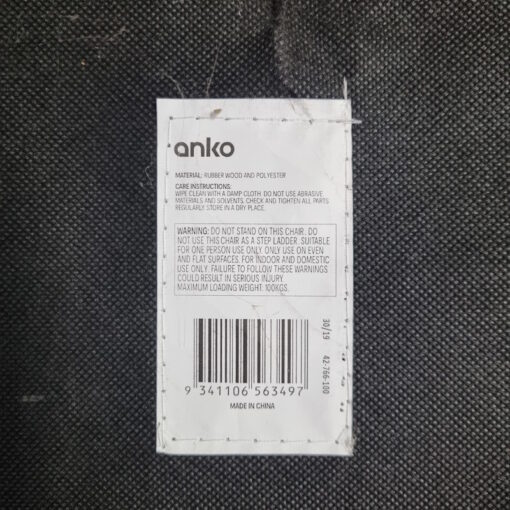 anko
MATERIAL: RUBBER WOOD AND POLYESTER
CARE INSTRUCTIONS:
WIPE CLEAN WITH A DAMP CLOTH. DO NOT USE ABRASIVE
MATERIALS AND SOLVENTS. CHECK AND TIGHTEN ALL PARTS
REGULARLY. STORE IN A DRY PLACE.
WARNING: DO NOT STAND ON THIS CHAIR. DO
NOT USE THIS CHAIR AS A STEP LADDER. SUITABLE
FOR ONE PERSON USE ONLY. ONLY USE ON EVEN
AND FLAT SURFACES. FOR INDOOR AND DOMESTIC
USE ONLY. FAILURE TO FOLLOW THESE WARNINGS
COULD RESULT IN SERIOUS INJURY.
MAXIMUM LOADING WEIGHT: 100KGS.
30/19 42-766-100
9 341106 563497
MADE IN CHINA